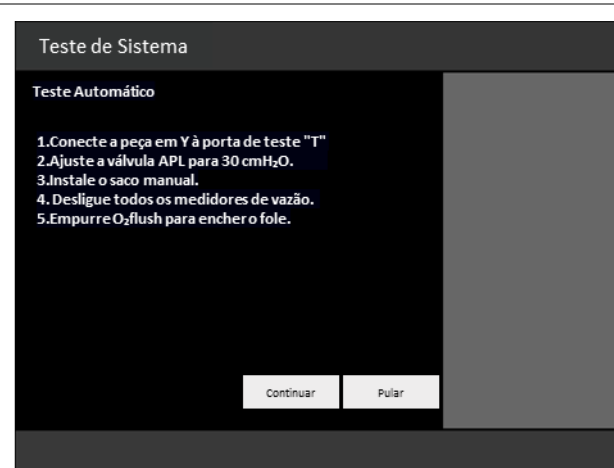 Teste de Sistema
Teste Automático
1.Conecte a peça em Y à porta de teste "T"
2.Ajuste a válvula APL para 30 cmH₂O.
3.Instale o saco manual.
4. Desligue todos os medidores de vazão.
5.Empurre O₂flush para encher o fole.
Continuar
Pular